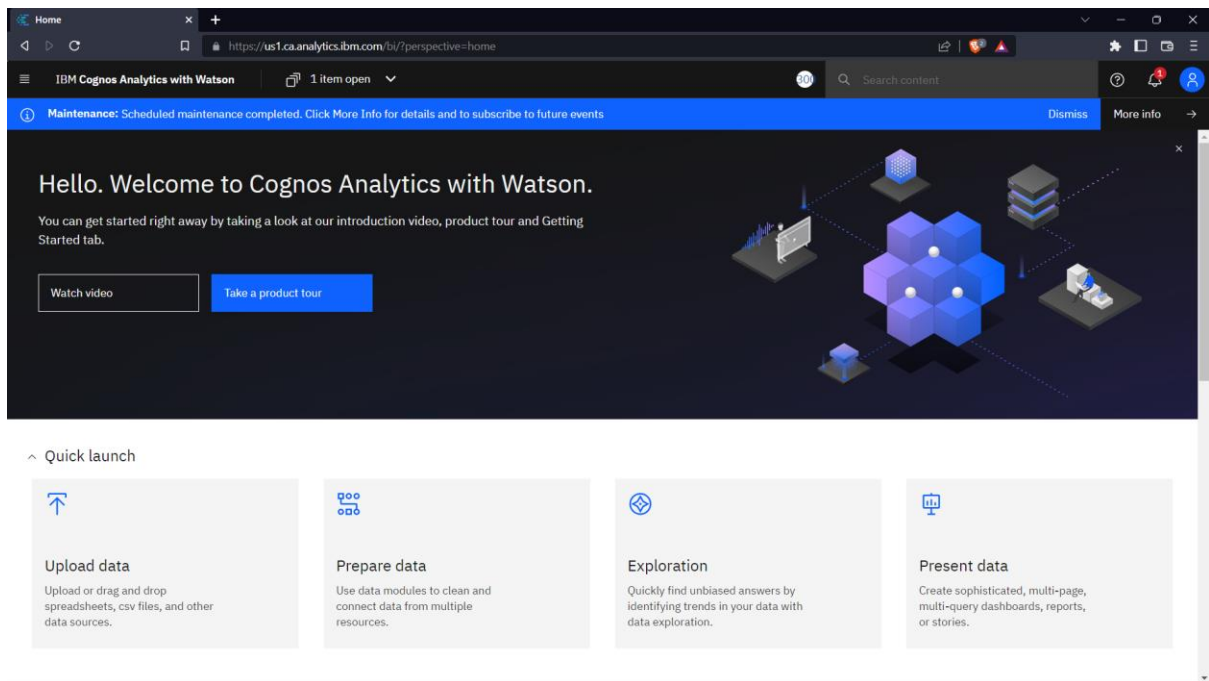 Home
https://us1.ca.analytics.ibm.com/bi/?perspective=home
IBM Cognos Analytics with Watson
1 item open
Search content
1
Maintenance: Scheduled maintenance completed. Click More Info for details and to subscribe to future events
Dismiss
More info
Hello. Welcome to Cognos Analytics with Watson.
You can get started right away by taking a look at our introduction video, product tour and Getting
Started tab.
Watch video
Take a product tour
Quick launch
Upload data
Upload or drag and drop
spreadsheets, csv files, and other
data sources.
Prepare data
Use data modules to clean and
connect data from multiple
resources.
Exploration
Quickly find unbiased answers by
identifying trends in your data with
data exploration.
Present data
Create sophisticated, multi-page,
multi-query dashboards, reports,
or stories.